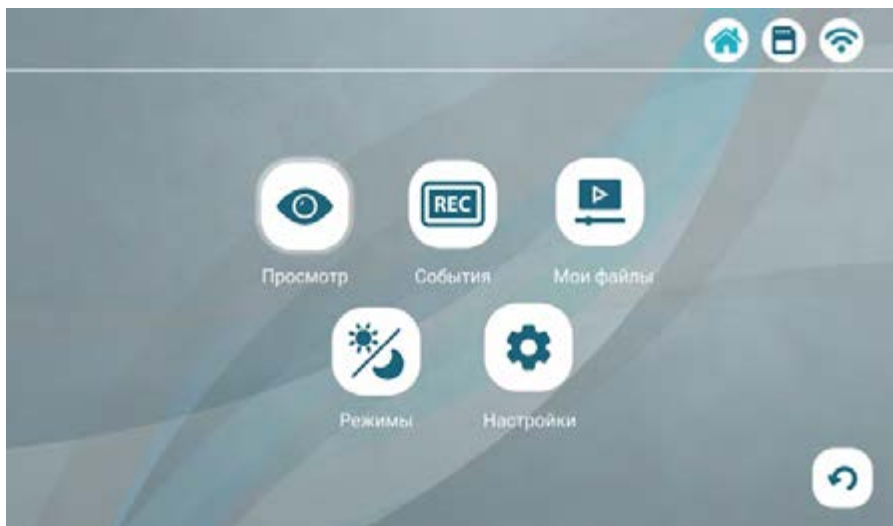 REC
Просмотр
События
Мои файлы
Режимы
Настройки